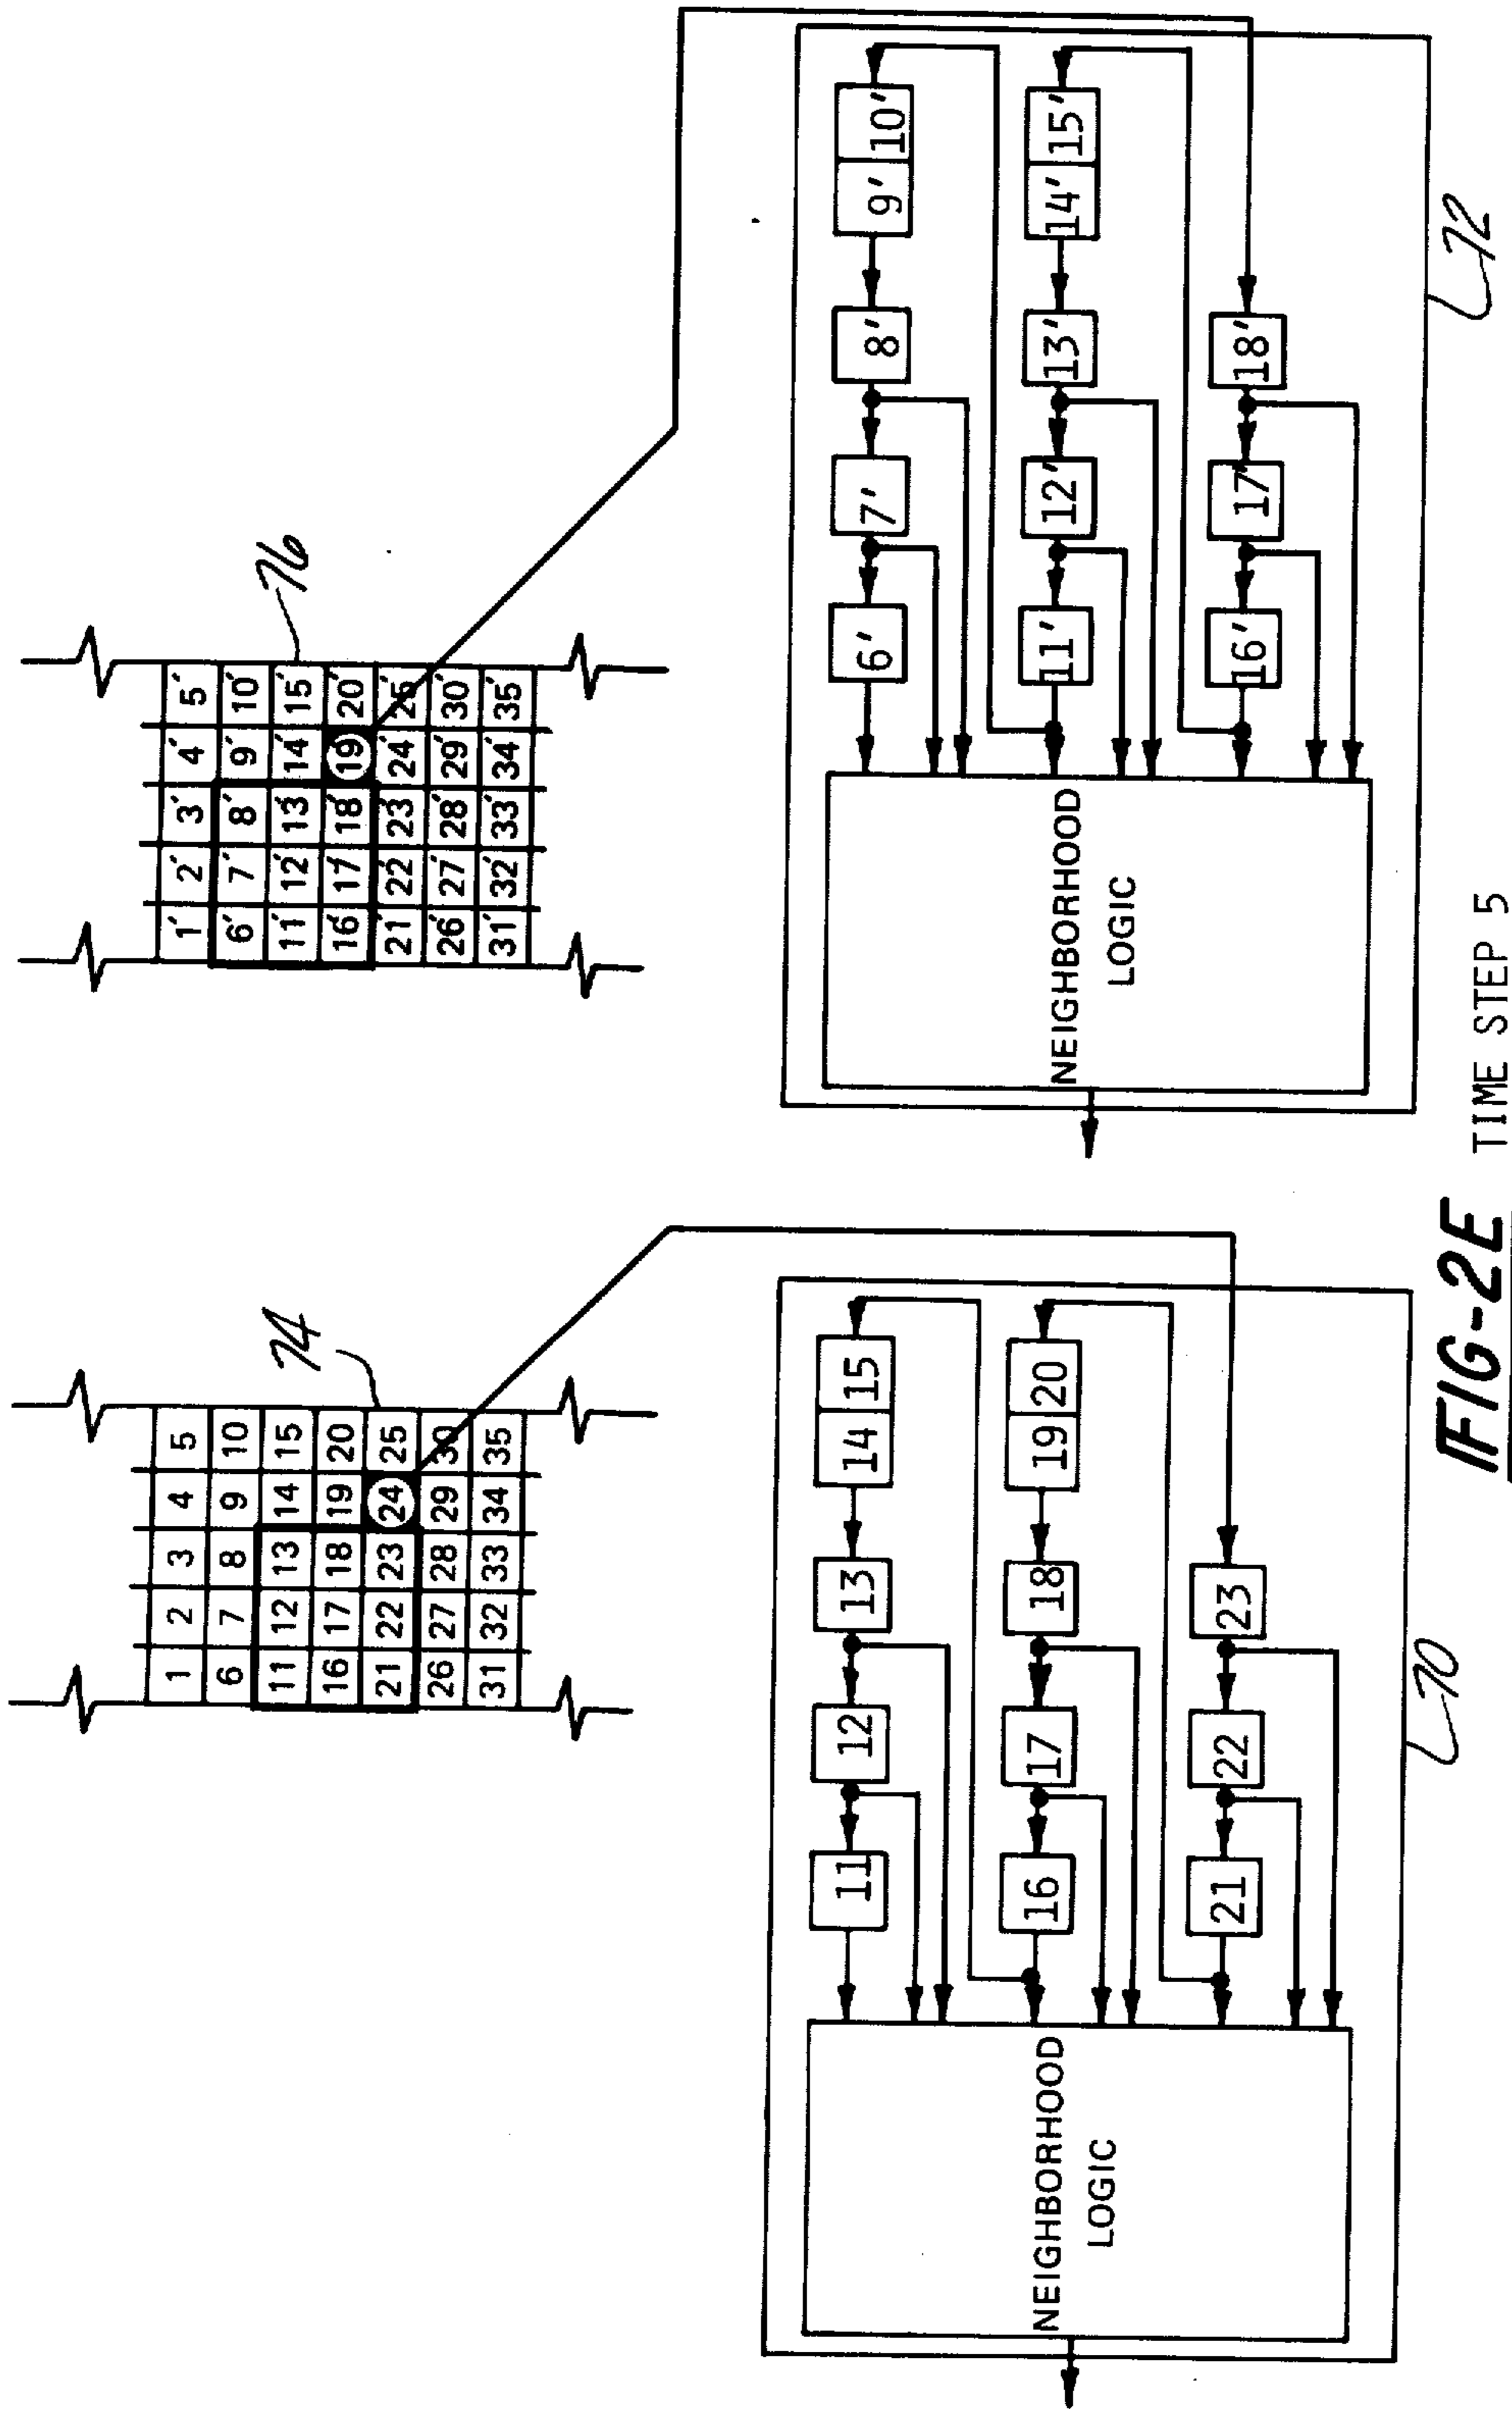 74
1 2 3 4 5
6 7 8 9 10
11 12 13 14 15
16 17 18 19 20
21 22 23 24 25
26 27 28 29 30
31 32 33 34 35
76
1' 2' 3' 4' 5'
6' 7' 8' 9' 10'
11' 12' 13' 14' 15'
16' 17' 18' 19' 20'
21' 22' 23' 24' 25'
26' 27' 28' 29' 30'
31' 32' 33' 34' 35'
NEIGHBORHOOD
LOGIC
11 12 13 14 15
16 17 18 19 20
21 22 23
70
NEIGHBORHOOD
LOGIC
6' 7' 8' 9' 10'
11' 12' 13' 14' 15'
16' 17' 18'
72
FIG-2E TIME STEP 5